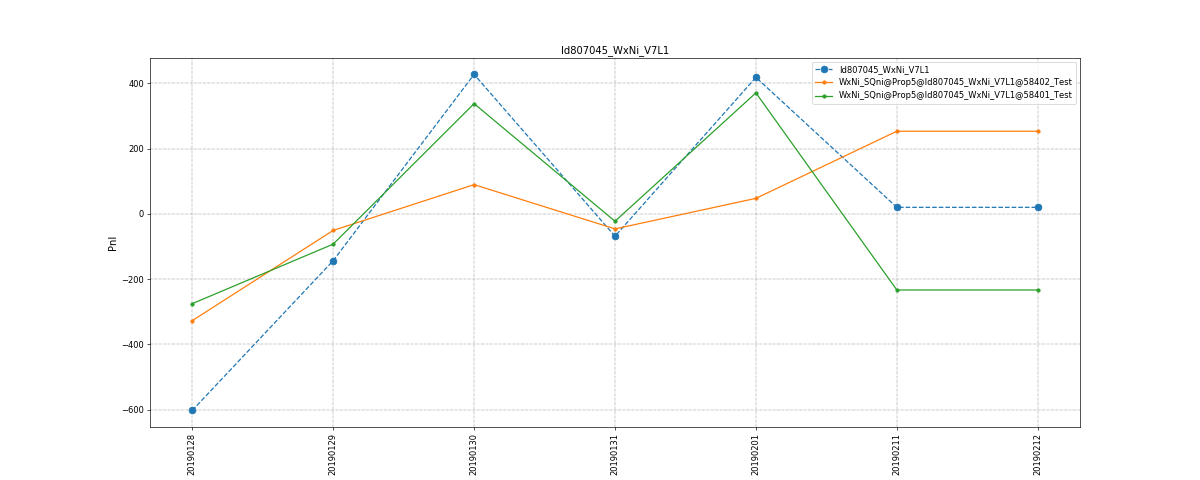 Id807045_WxNi_V7L1
Id807045_WxNi_V7L1
WxNi_SQni@Prop5@Id807045_WxNi_V7L1@58402_Test
WxNi_SQni@Prop5@Id807045_WxNi_V7L1@58401_Test
400
200
0
−200
−400
−600
Pnl
20190128
20190129
20190130
20190131
20190201
20190211
20190212